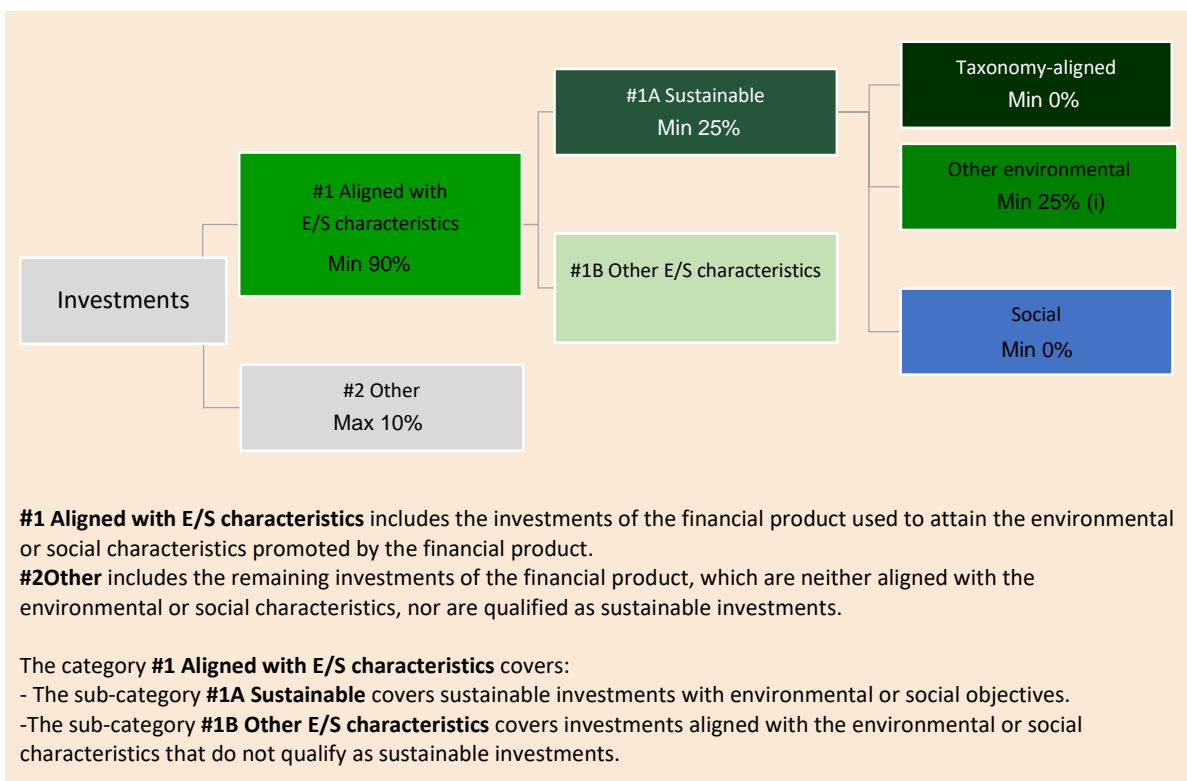 Taxonomy-aligned
Min 0%
#1A Sustainable
Min 25%
Other environmental
Min 25% (i)
#1 Aligned with
E/S characteristics
Min 90%
#1B Other E/S characteristics
Investments
Social
Min 0%
#2 Other
Max 10%
#1 Aligned with E/S characteristics includes the investments of the financial product used to attain the environmental
or social characteristics promoted by the financial product.
#2Other includes the remaining investments of the financial product, which are neither aligned with the
environmental or social characteristics, nor are qualified as sustainable investments.
The category #1 Aligned with E/S characteristics covers:
- The sub-category #1A Sustainable covers sustainable investments with environmental or social objectives.
-The sub-category #1B Other E/S characteristics covers investments aligned with the environmental or social
characteristics that do not qualify as sustainable investments.